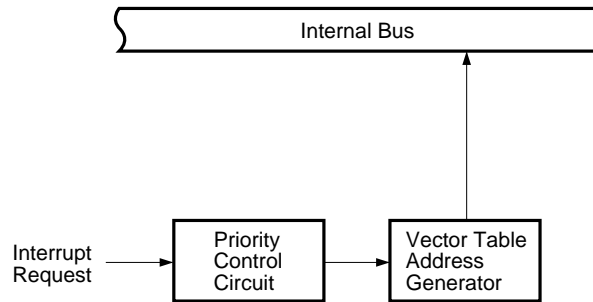 Internal Bus
Interrupt
Request
Priority
Control
Circuit
Vector Table
Address
Generator